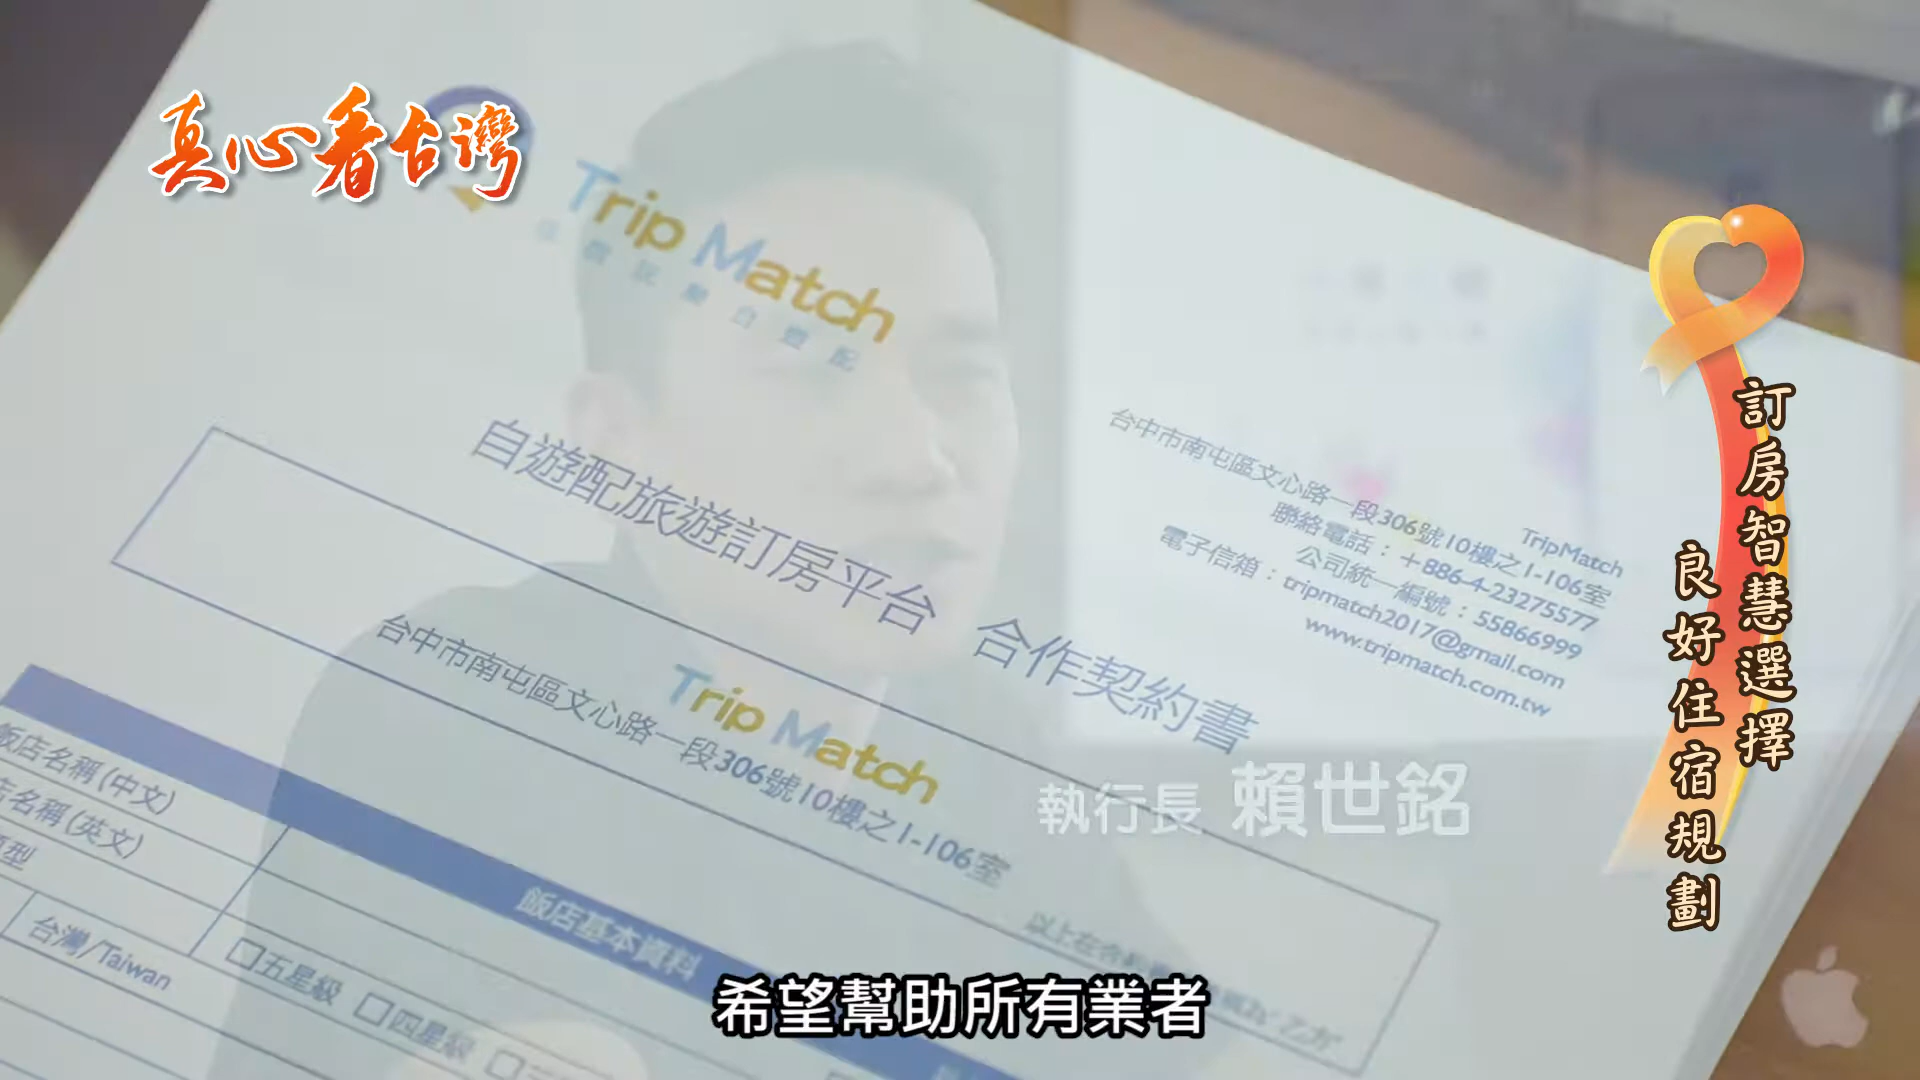 真心看台灣
Trip Match
自遊配旅遊訂房平台 合作契約書
TripMatch
台中市南屯區文心路一段306號10樓之1-106室
聯絡電話：+886-4-23275577
公司統一編號：55866999
電子信箱：tripmatch2017@gmail.com
www.tripmatch.com.tw
Trip Match
台中市南屯區文心路一段306號10樓之1-106室
飯店基本資料
飯店名稱(中文)
店名稱(英文)
台灣/Taiwan
五星級 四星級
執行長 賴世銘
訂房智慧選擇
良好住宿規劃
希望幫助所有業者